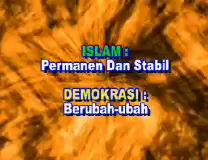 ISLAM :
Permanen Dan Stabil
DEMOKRASI :
Berubah-ubah